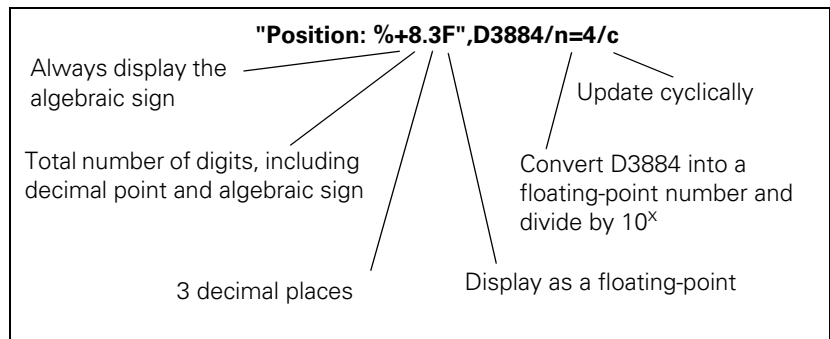 "Position: %+8.3F",D3884/n=4/c
Always display the
algebraic sign
Update cyclically
Total number of digits, including
decimal point and algebraic sign
Convert D3884 into a
floating-point number and
divide by 10ˣ
3 decimal places
Display as a floating-point